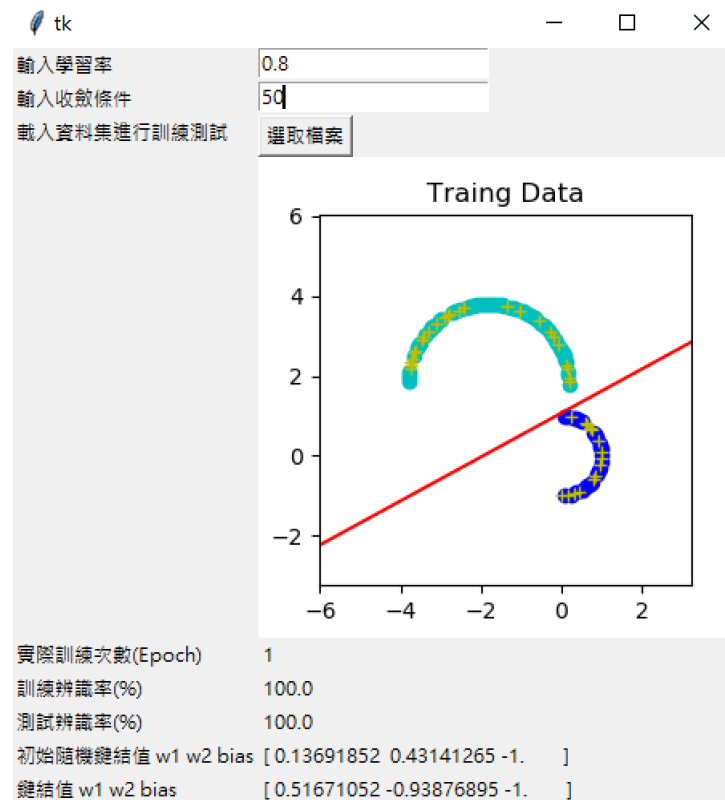 tk
輸入學習率 0.8
輸入收斂條件 50
載入資料集進行訓練測試 選取檔案
Traing Data
6
4
2
0
−2
−6 −4 −2 0 2
實際訓練次數(Epoch) 1
訓練辨識率(%) 100.0
測試辨識率(%) 100.0
初始隨機鍵結值 w1 w2 bias [ 0.13691852 0.43141265 -1. ]
鍵結值 w1 w2 bias [ 0.51671052 -0.93876895 -1. ]